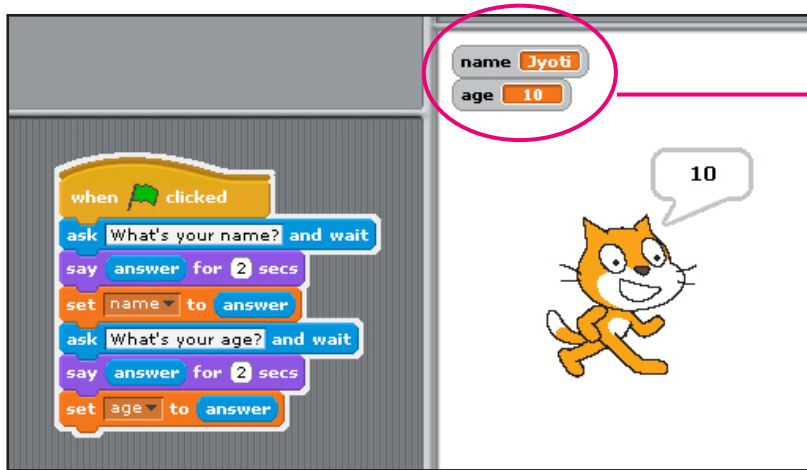 name Jyoti
age 10
10
when clicked
ask What's your name? and wait
say answer for 2 secs
set name to answer
ask What's your age? and wait
say answer for 2 secs
set age to answer